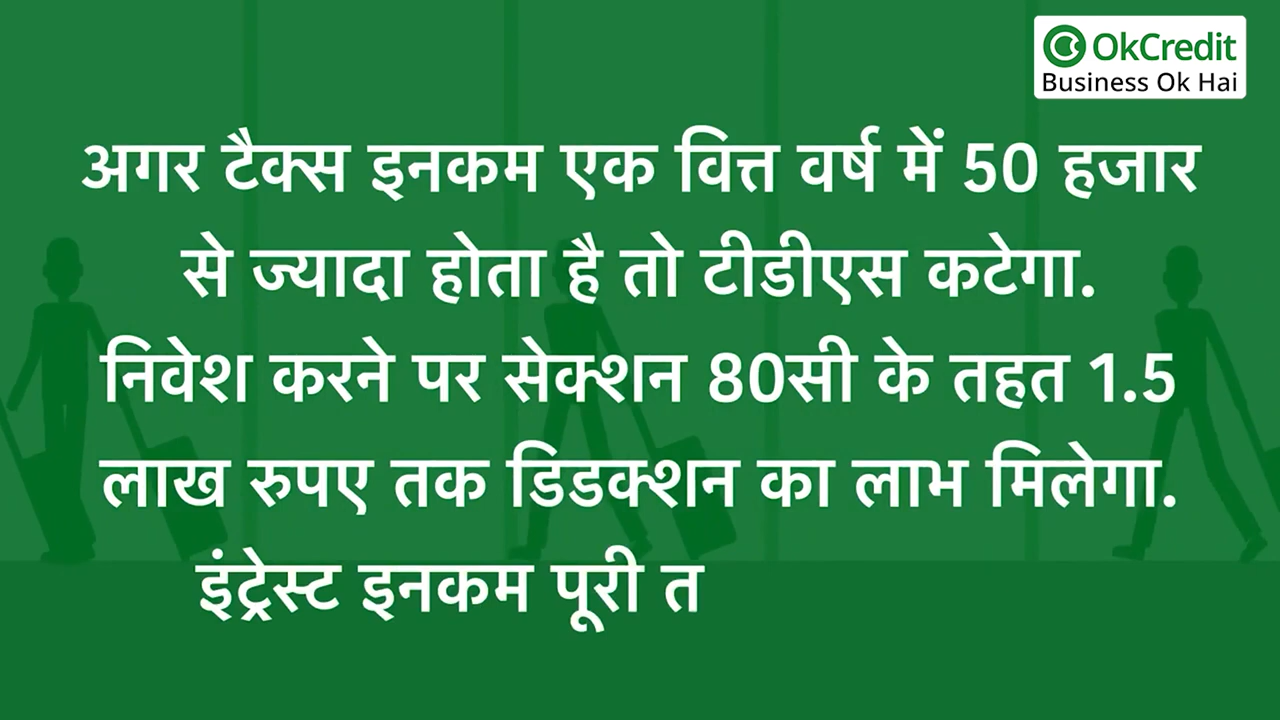 OkCredit
Business Ok Hai
अगर टैक्स इनकम एक वित्त वर्ष में 50 हजार
से ज्यादा होता है तो टीडीएस कटेगा.
निवेश करने पर सेक्शन 80सी के तहत 1.5
लाख रुपए तक डिडक्शन का लाभ मिलेगा.
इंट्रेस्ट इनकम पूरी त